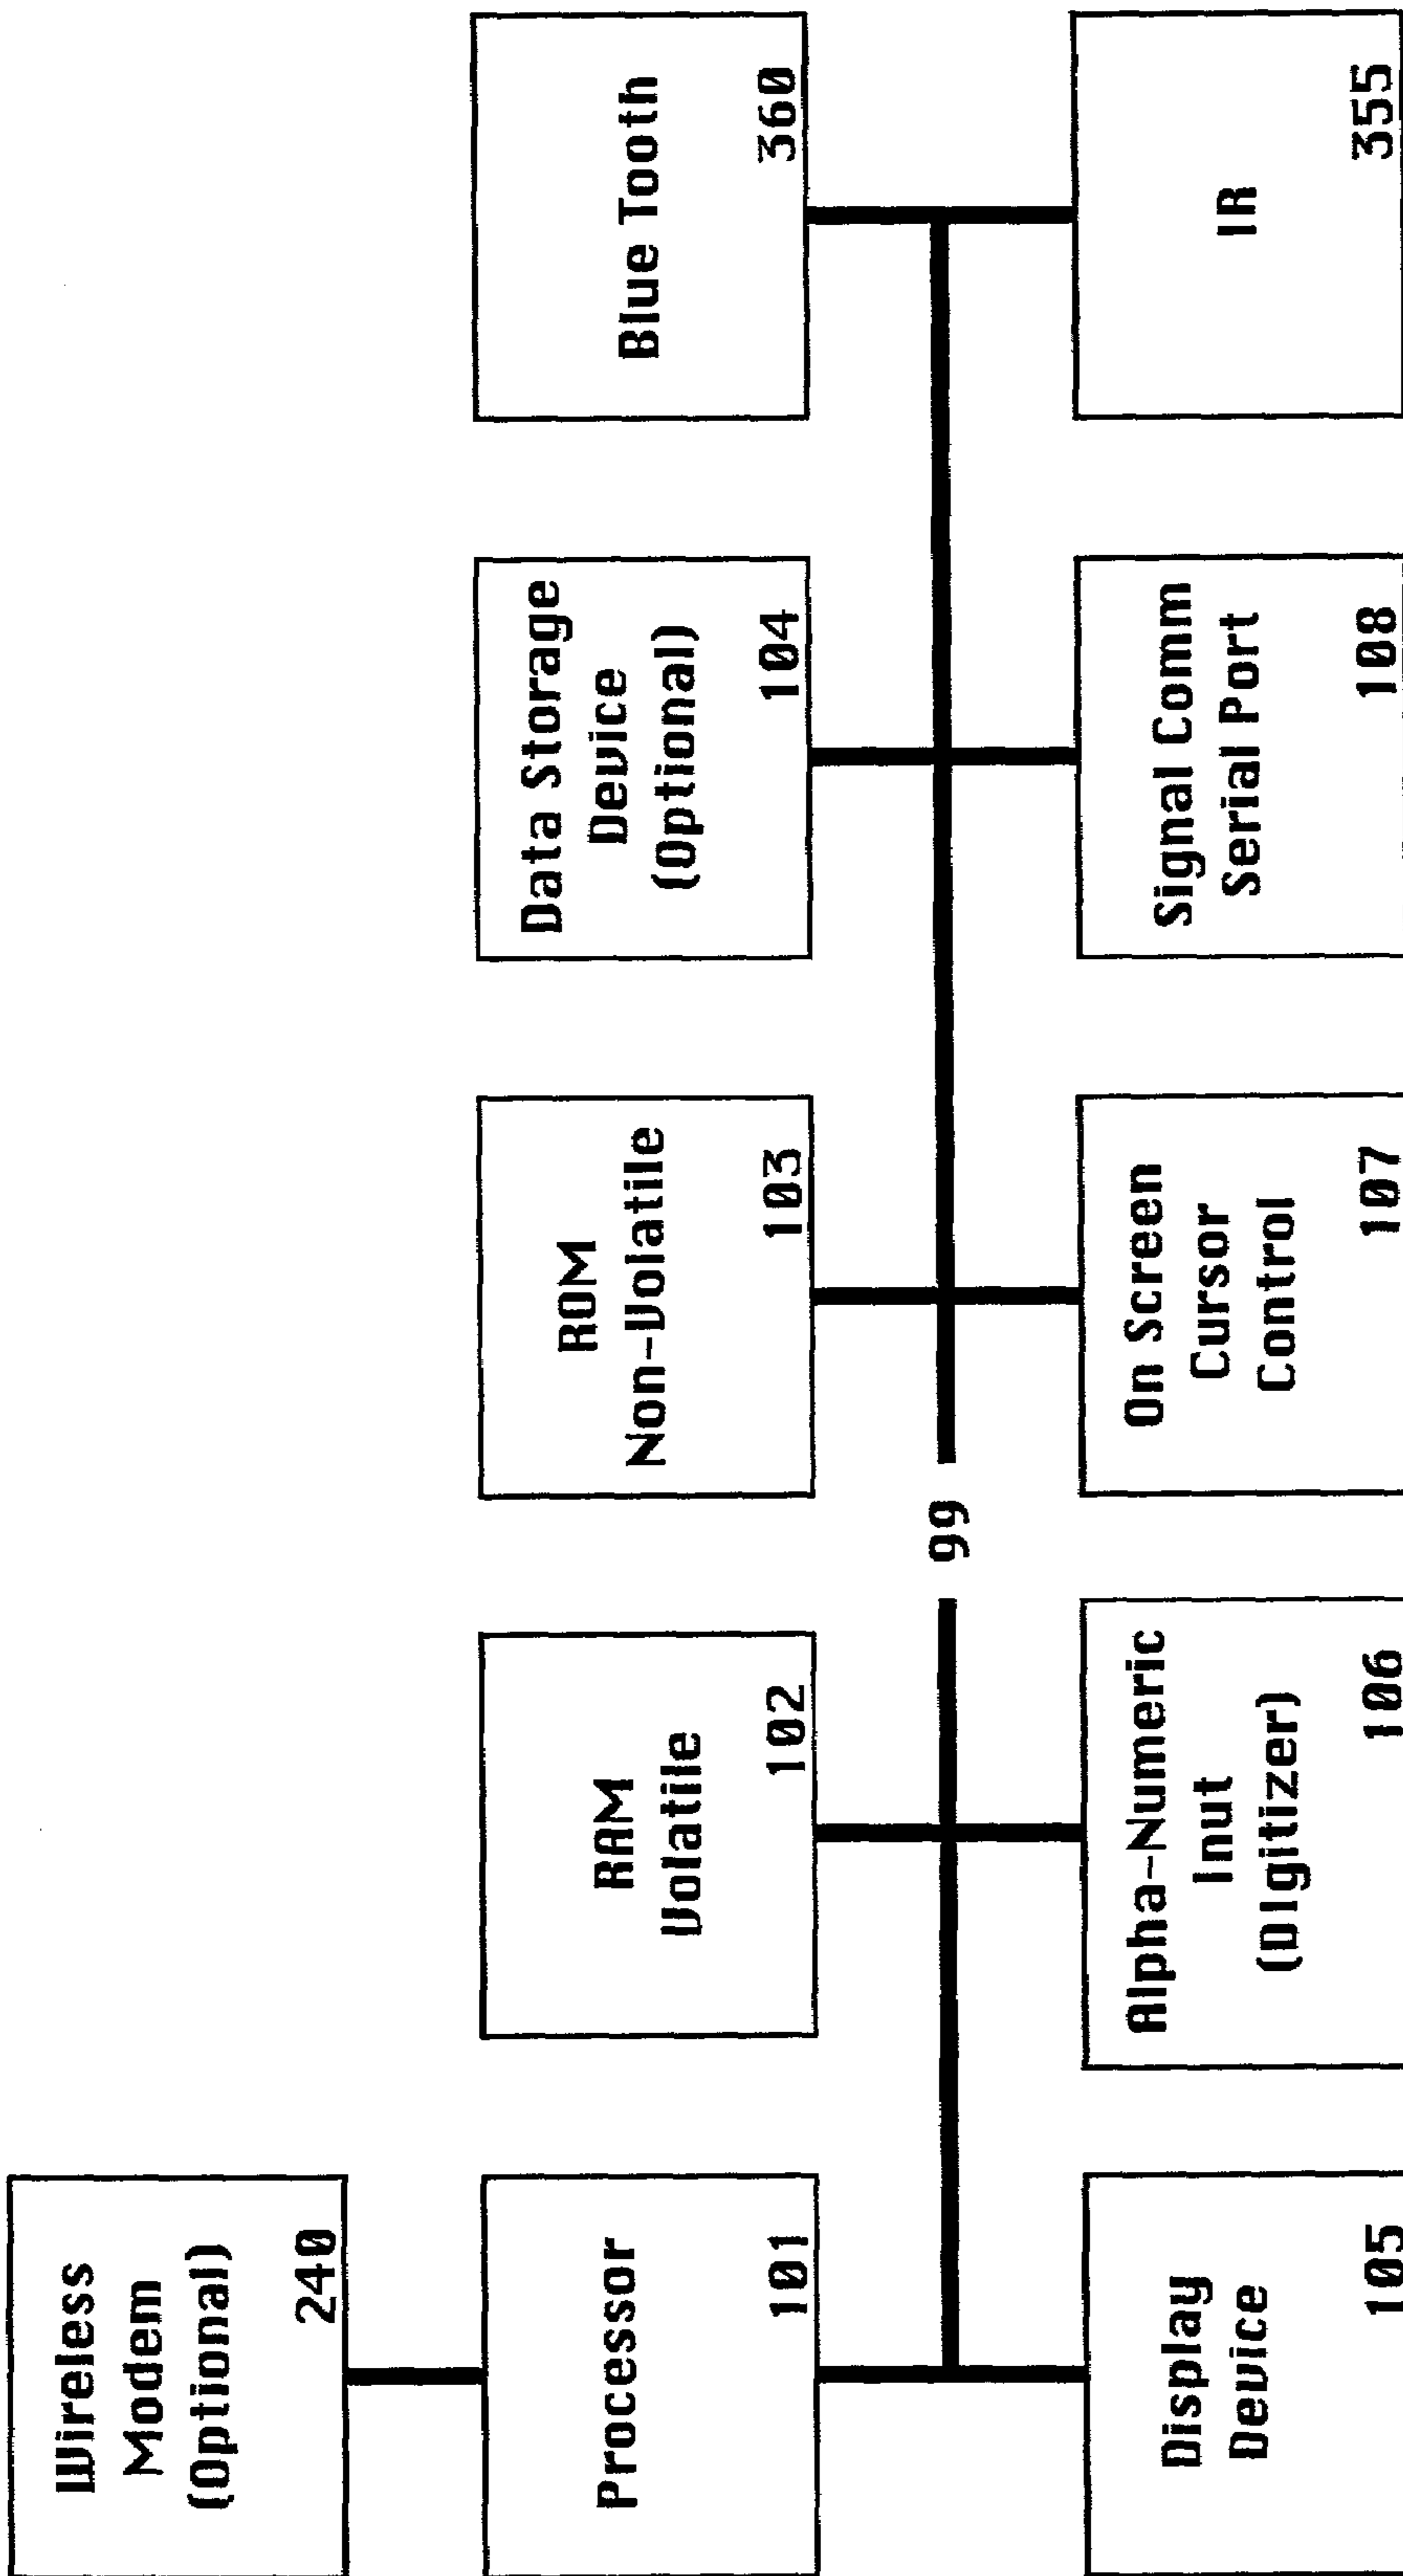 Wireless
Modem
(Optional)
240
Processor
101
RAM
Volatile
102
ROM
Non-Volatile
103
Data Storage
Device
(Optional)
104
Blue Tooth
360
99
Display
Device
105
Alpha-Numeric
Inut
(DIgitizer)
106
On Screen
Cursor
Control
107
Signal Comm
Serial Port
108
IR
355